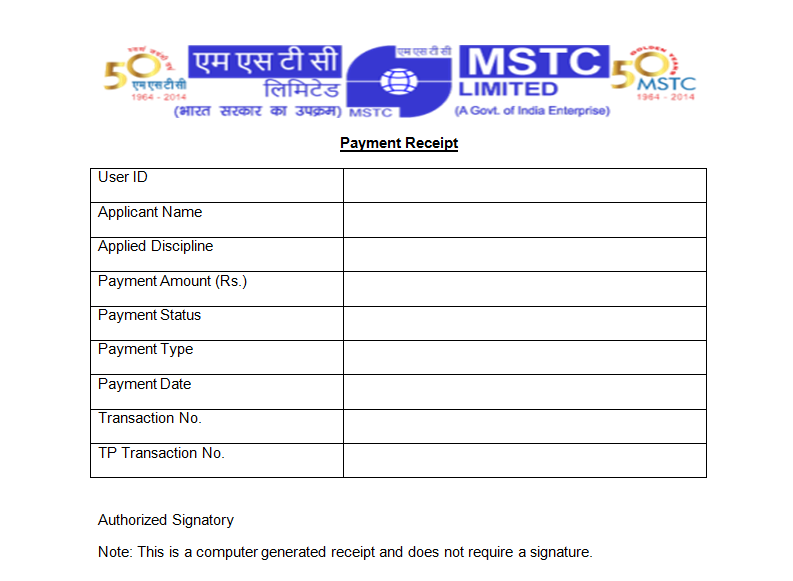 स्वर्ण जयंती वर्ष
50
एमएसटीसी
1964 - 2014
एम एस टी सी
लिमिटेड
(भारत सरकार का उपक्रम)
एम एस टी सी
MSTC
MSTC
LIMITED
(A Govt. of India Enterprise)
GOLDEN YEARS
50
MSTC
1964 - 2014
Payment Receipt
User ID
Applicant Name
Applied Discipline
Payment Amount (Rs.)
Payment Status
Payment Type
Payment Date
Transaction No.
TP Transaction No.
Authorized Signatory
Note: This is a computer generated receipt and does not require a signature.